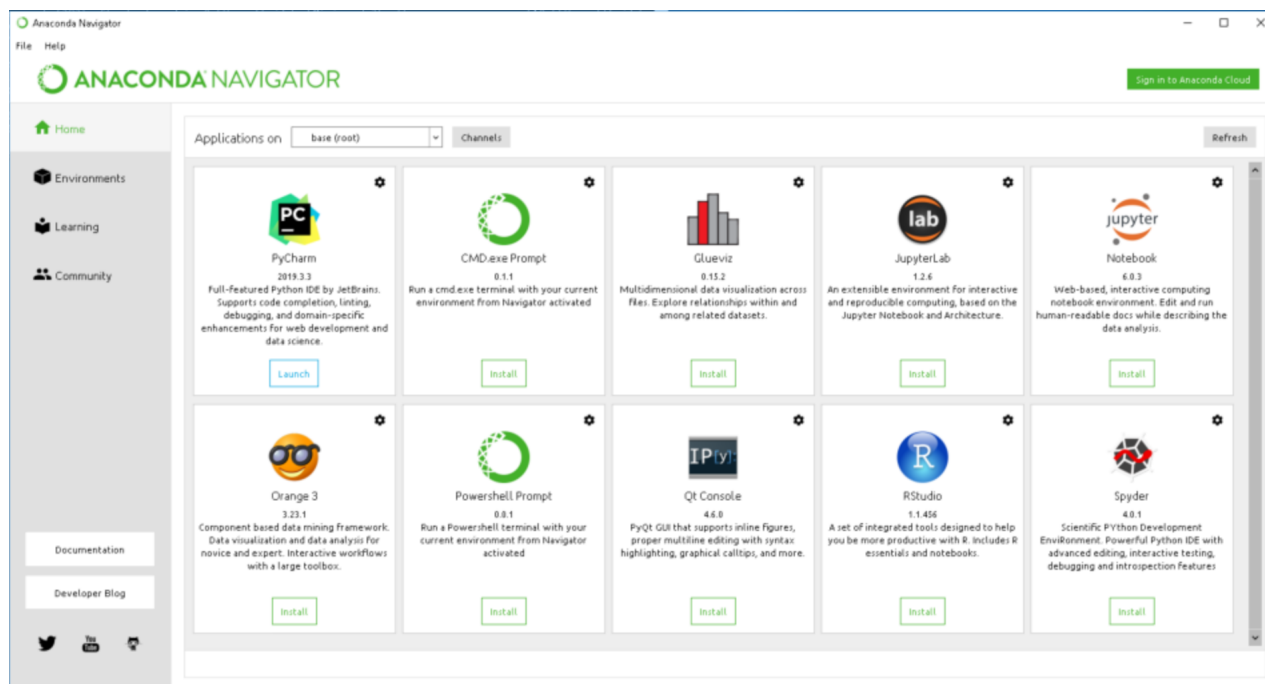 Anaconda Navigator
File Help
ANACONDA NAVIGATOR
Sign in to Anaconda Cloud
Home
Environments
Learning
Community
Documentation
Developer Blog
You
Tube
Applications on base (root) Channels Refresh
PC
PyCharm
2019.3.3
Full-featured Python IDE by JetBrains.
Supports code completion, linting,
debugging, and domain-specific
enhancements for web development and
data science.
Launch
CMD.exe Prompt
0.1.1
Run a cmd.exe terminal with your current
environment from Navigator activated
Install
Glueviz
0.15.2
Multidimensional data visualization across
files. Explore relationships within and
among related datasets.
Install
lab
JupyterLab
1.2.6
An extensible environment for interactive
and reproducible computing, based on the
Jupyter Notebook and Architecture.
Install
jupyter
Notebook
6.0.3
Web-based, interactive computing
notebook environment. Edit and run
human-readable docs while describing the
data analysis.
Install
Orange 3
3.23.1
Component based data mining framework.
Data visualization and data analysis for
novice and expert. Interactive workflows
with a large toolbox.
Install
Powershell Prompt
0.0.1
Run a Powershell terminal with your
current environment from Navigator
activated
Install
IP[y]:
Qt Console
4.6.0
PyQt GUI that supports inline figures,
proper multiline editing with syntax
highlighting, graphical calltips, and more.
Install
R
RStudio
1.1.456
A set of integrated tools designed to help
you be more productive with R. Includes R
essentials and notebooks.
Install
Spyder
4.0.1
Scientific PYthon Development
EnviRonment. Powerful Python IDE with
advanced editing, interactive testing,
debugging and introspection features
Install